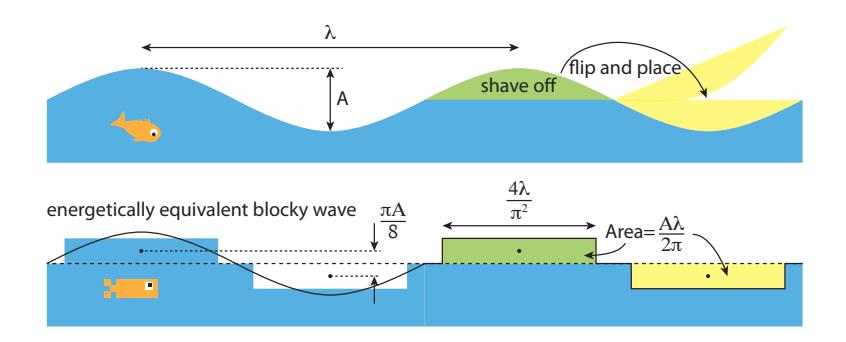 λ
flip and place
shave off
A
4λ
π²
energetically equivalent blocky wave
πA
8
Area= Aλ
2π